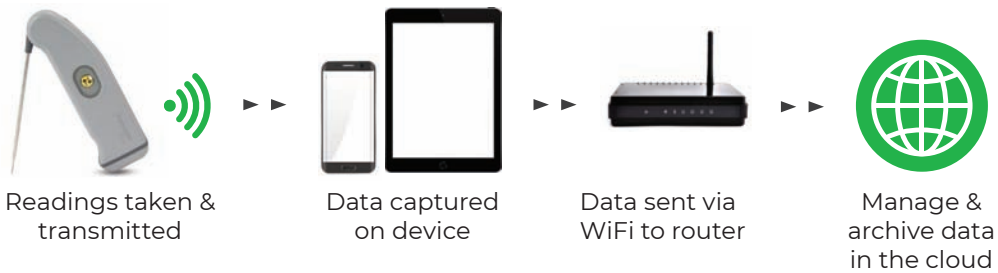 Readings taken &
transmitted
Data captured
on device
Data sent via
WiFi to router
Manage &
archive data
in the cloud